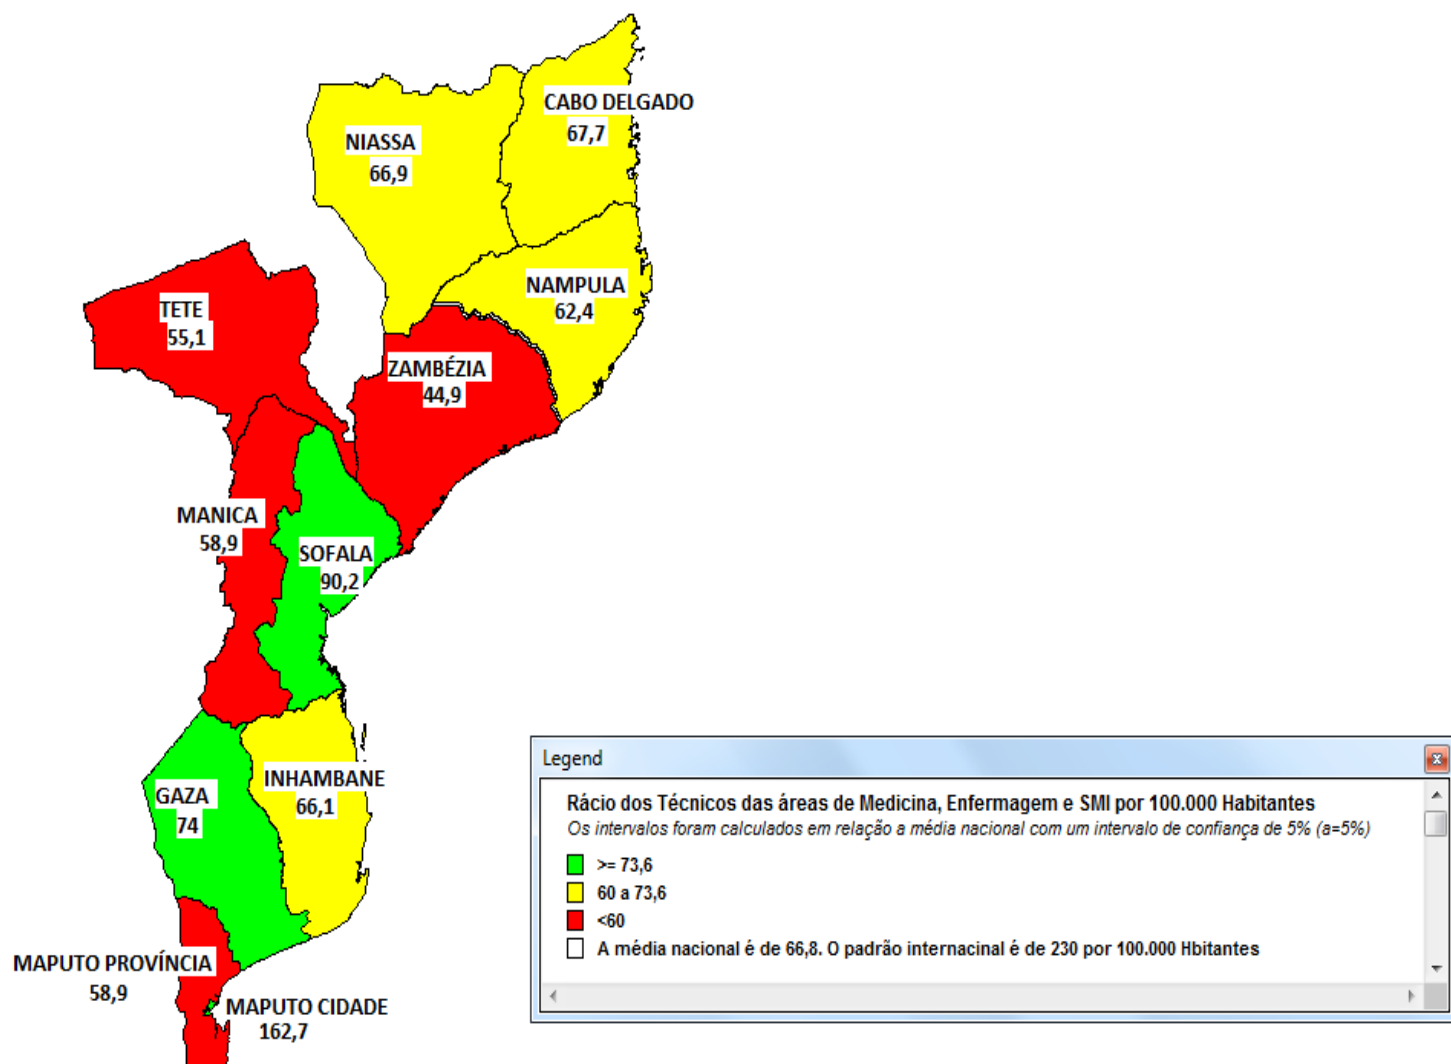 CABO DELGADO
67,7
NIASSA
66,9
NAMPULA
62,4
TETE
55,1
ZAMBÉZIA
44,9
MANICA
58,9
SOFALA
90,2
INHAMBANE
66,1
GAZA
74
MAPUTO PROVÍNCIA
58,9
MAPUTO CIDADE
162,7
Legend
Rácio dos Técnicos das áreas de Medicina, Enfermagem e SMI por 100.000 Habitantes
Os intervalos foram calculados em relação a média nacional com um intervalo de confiança de 5% (a=5%)
>= 73,6
60 a 73,6
<60
A média nacional é de 66,8. O padrão internacinal é de 230 por 100.000 Hbitantes